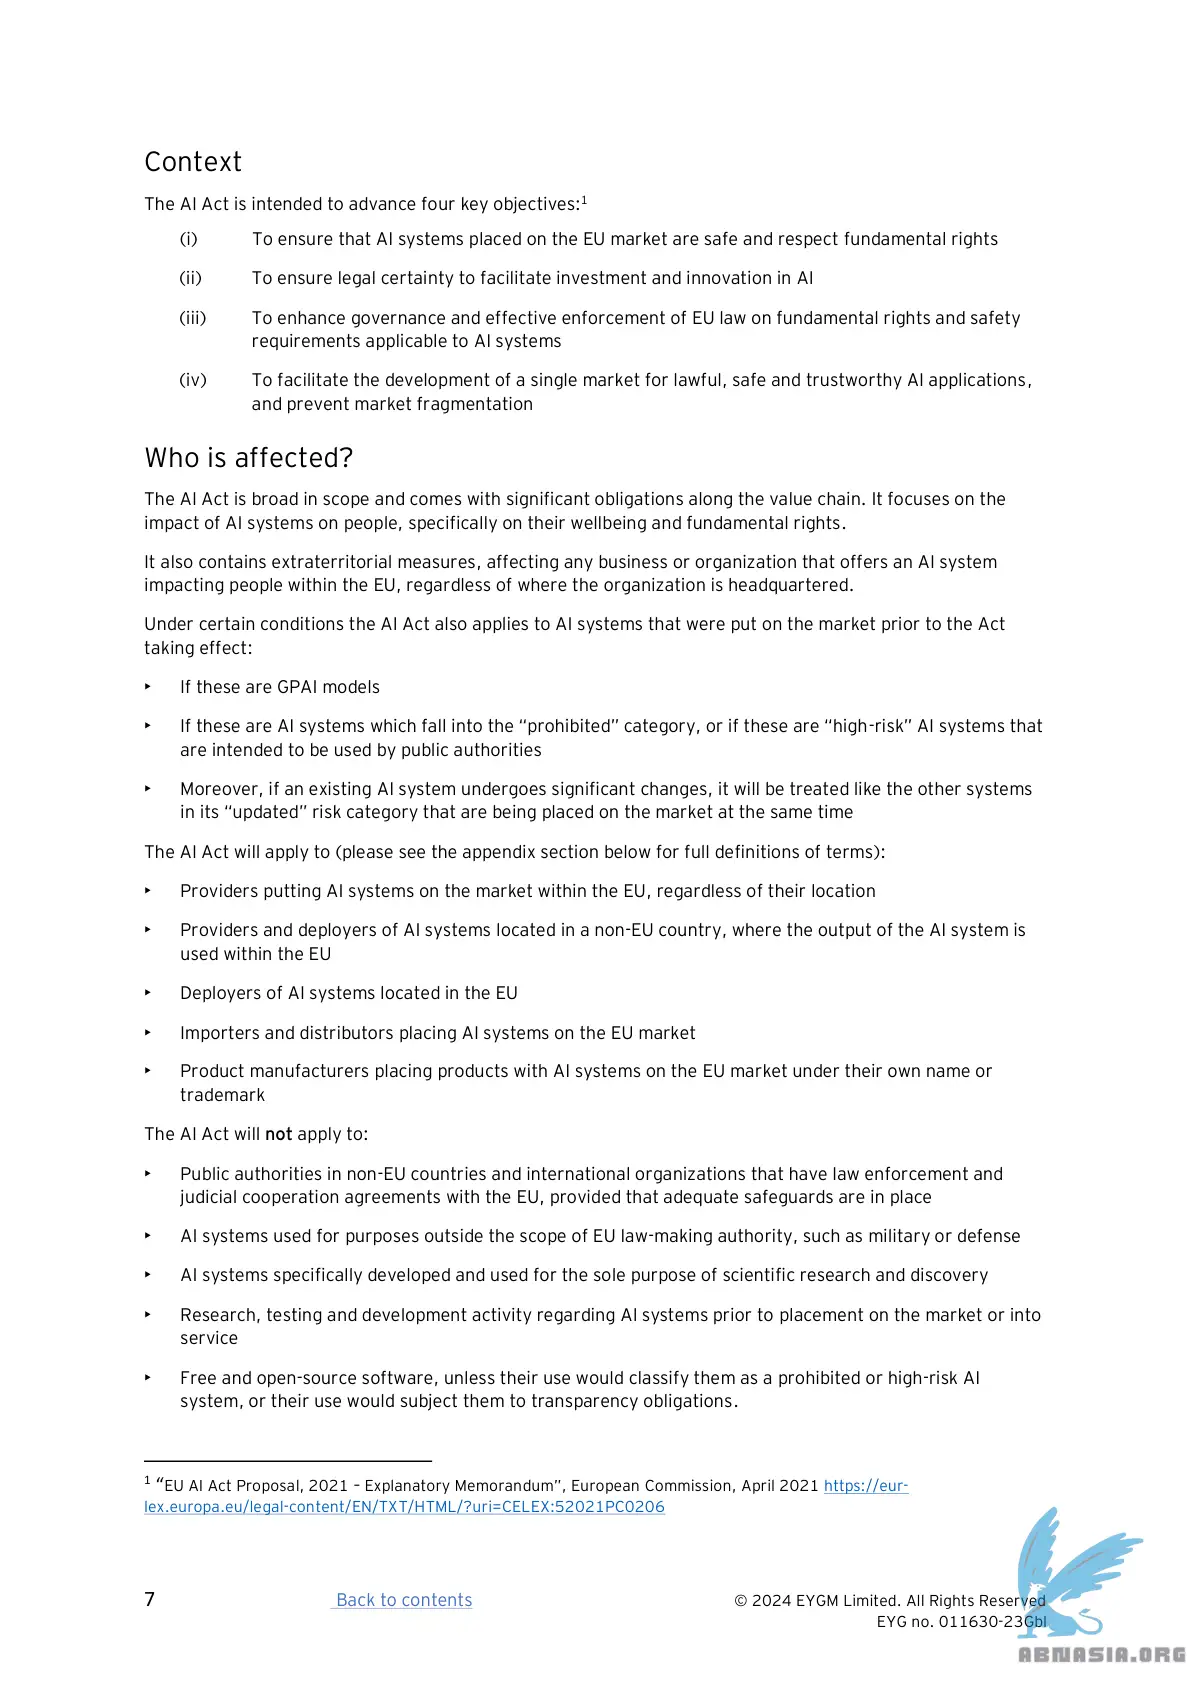 Context
The AI Act is intended to advance four key objectives:1
(i) To ensure that AI systems placed on the EU market are safe and respect fundamental rights
(ii) To ensure legal certainty to facilitate investment and innovation in AI
(iii) To enhance governance and effective enforcement of EU law on fundamental rights and safety
requirements applicable to AI systems
(iv) To facilitate the development of a single market for lawful, safe and trustworthy AI applications,
and prevent market fragmentation
Who is affected?
The AI Act is broad in scope and comes with significant obligations along the value chain. It focuses on the
impact of AI systems on people, specifically on their wellbeing and fundamental rights.
It also contains extraterritorial measures, affecting any business or organization that offers an AI system
impacting people within the EU, regardless of where the organization is headquartered.
Under certain conditions the AI Act also applies to AI systems that were put on the market prior to the Act
taking effect:
‣ If these are GPAI models
‣ If these are AI systems which fall into the “prohibited” category, or if these are “high-risk” AI systems that
are intended to be used by public authorities
‣ Moreover, if an existing AI system undergoes significant changes, it will be treated like the other systems
in its “updated” risk category that are being placed on the market at the same time
The AI Act will apply to (please see the appendix section below for full definitions of terms):
‣ Providers putting AI systems on the market within the EU, regardless of their location
‣ Providers and deployers of AI systems located in a non-EU country, where the output of the AI system is
used within the EU
‣ Deployers of AI systems located in the EU
‣ Importers and distributors placing AI systems on the EU market
‣ Product manufacturers placing products with AI systems on the EU market under their own name or
trademark
The AI Act will not apply to:
‣ Public authorities in non-EU countries and international organizations that have law enforcement and
judicial cooperation agreements with the EU, provided that adequate safeguards are in place
‣ AI systems used for purposes outside the scope of EU law-making authority, such as military or defense
‣ AI systems specifically developed and used for the sole purpose of scientific research and discovery
‣ Research, testing and development activity regarding AI systems prior to placement on the market or into
service
‣ Free and open-source software, unless their use would classify them as a prohibited or high-risk AI
system, or their use would subject them to transparency obligations.
1 “EU AI Act Proposal, 2021 – Explanatory Memorandum”, European Commission, April 2021 https://eur-
lex.europa.eu/legal-content/EN/TXT/HTML/?uri=CELEX:52021PC0206
7 Back to contents © 2024 EYGM Limited. All Rights Reserved
EYG no. 011630-23Gbl
ABNASIA.ORG